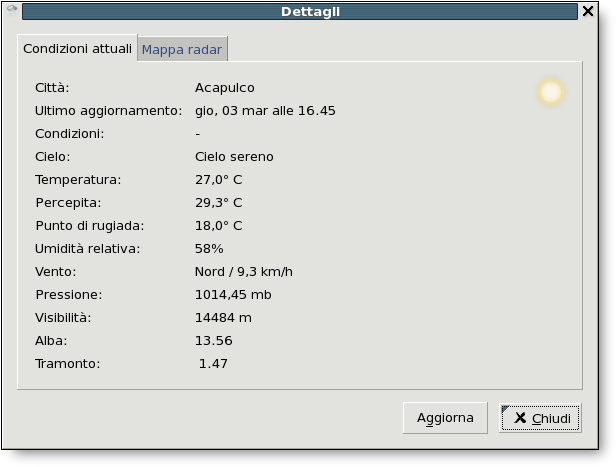 Dettagli
Condizioni attuali Mappa radar
Città: Acapulco
Ultimo aggiornamento: gio, 03 mar alle 16.45
Condizioni: -
Cielo: Cielo sereno
Temperatura: 27,0° C
Percepita: 29,3° C
Punto di rugiada: 18,0° C
Umidità relativa: 58%
Vento: Nord / 9,3 km/h
Pressione: 1014,45 mb
Visibilità: 14484 m
Alba: 13.56
Tramonto: 1.47
Aggiorna Chiudi